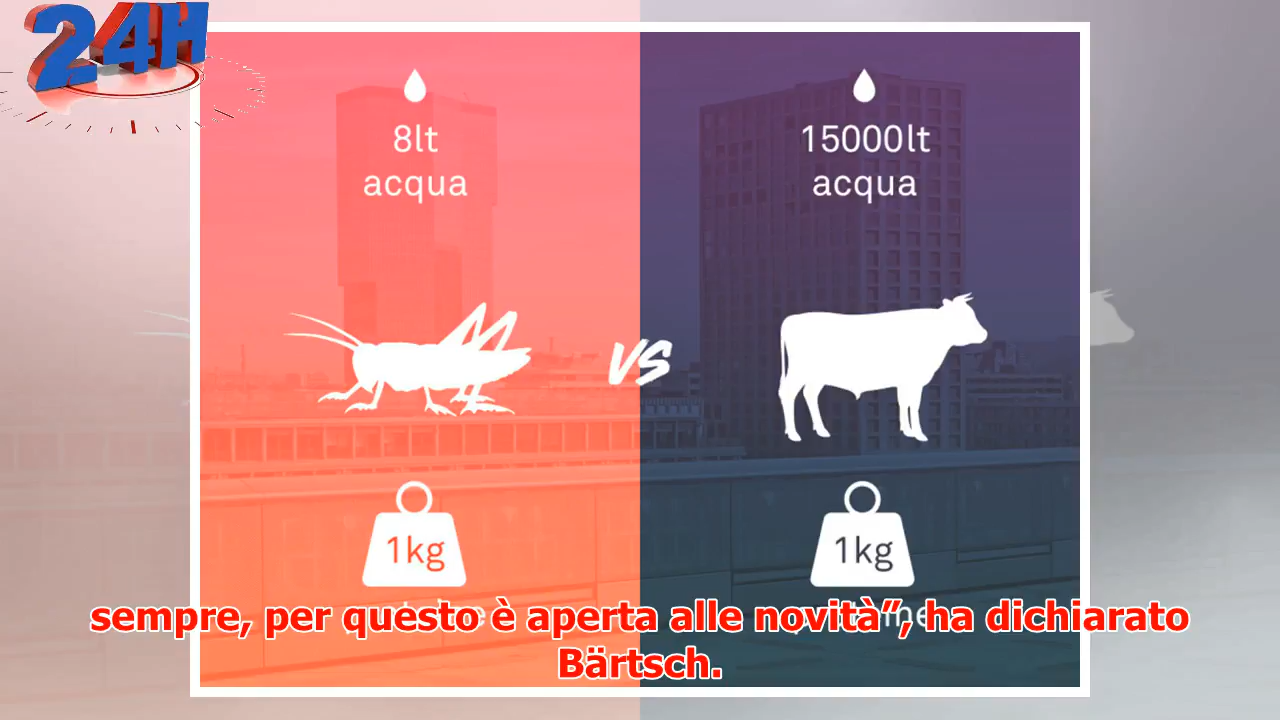 24H
8lt
acqua
15000lt
acqua
VS
1kg
1kg
sempre, per questo è aperta alle novità”, ha dichiarato
Bärtsch.